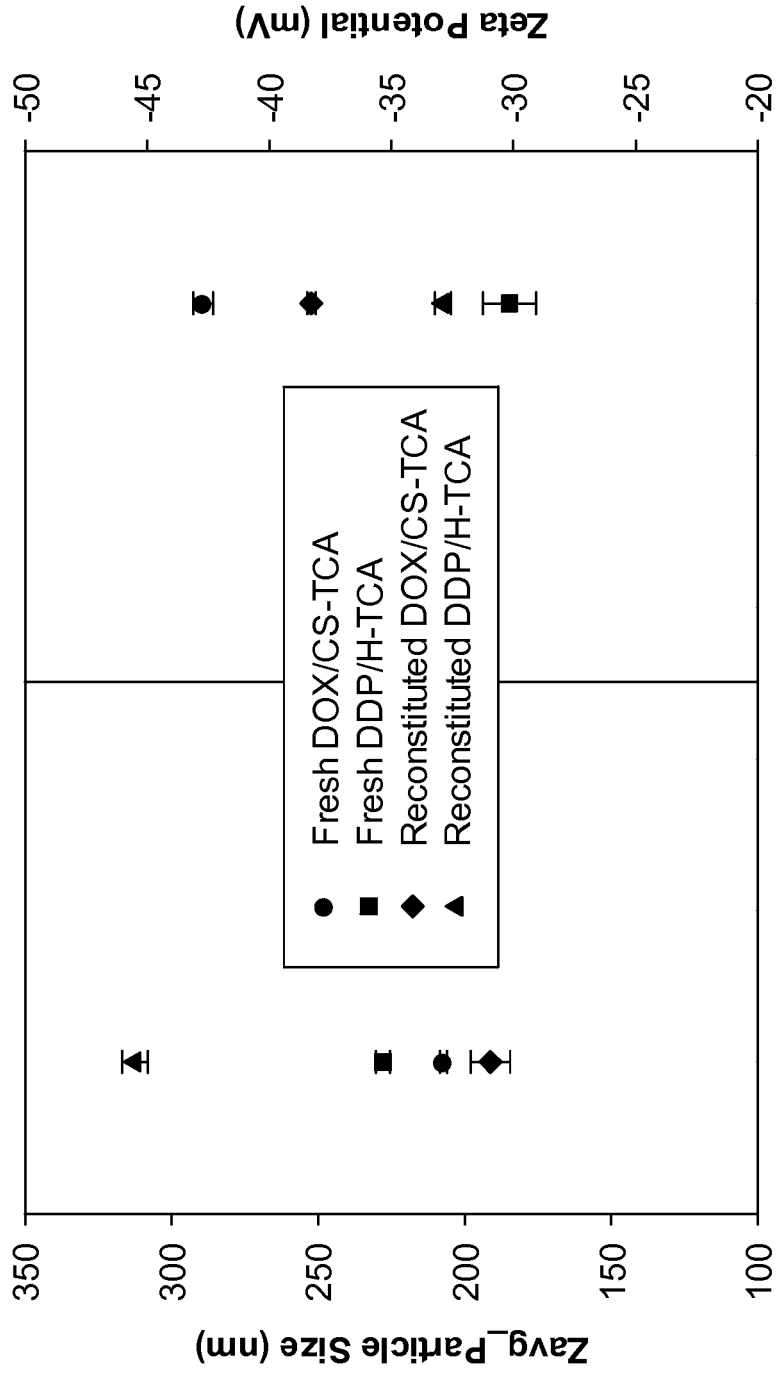 Zavg_Particle Size (nm)
350
300
250
200
150
100
Fresh DOX/CS-TCA
Fresh DDP/H-TCA
Reconstituted DOX/CS-TCA
Reconstituted DDP/H-TCA
-50
-45
-40
-35
-30
-25
-20
Zeta Potential (mV)